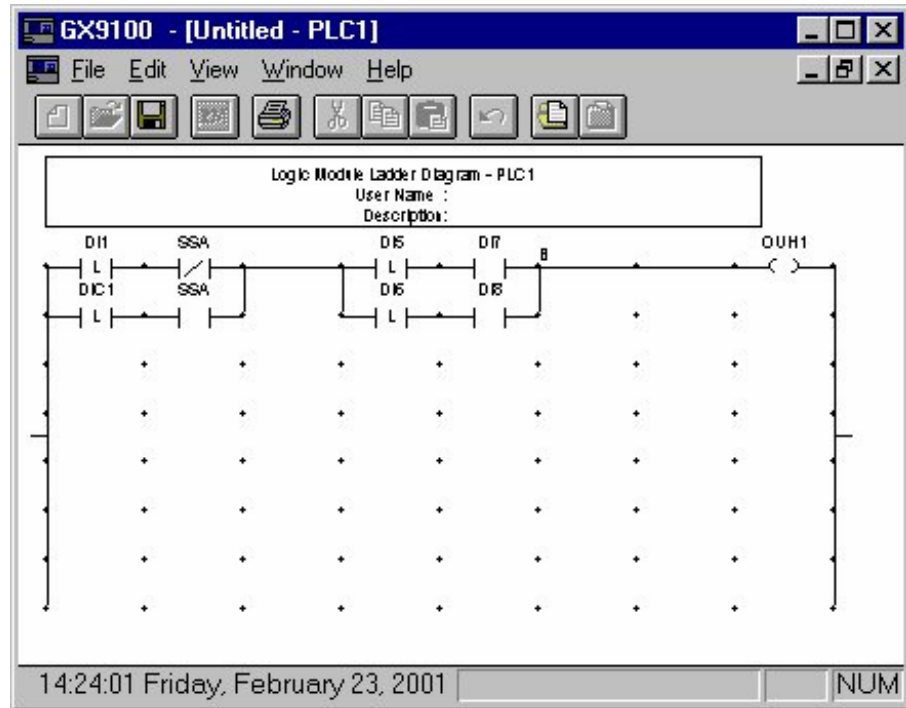 GX9100 - [Untitled - PLC1]
File Edit View Window Help
Logic Module Ladder Diagram - PLC1
User Name :
Description:
DI1 SSA DI5 DI7 OUH1
L L
DIC1 SSA DI6 DI8
L L
14:24:01 Friday, February 23, 2001 NUM